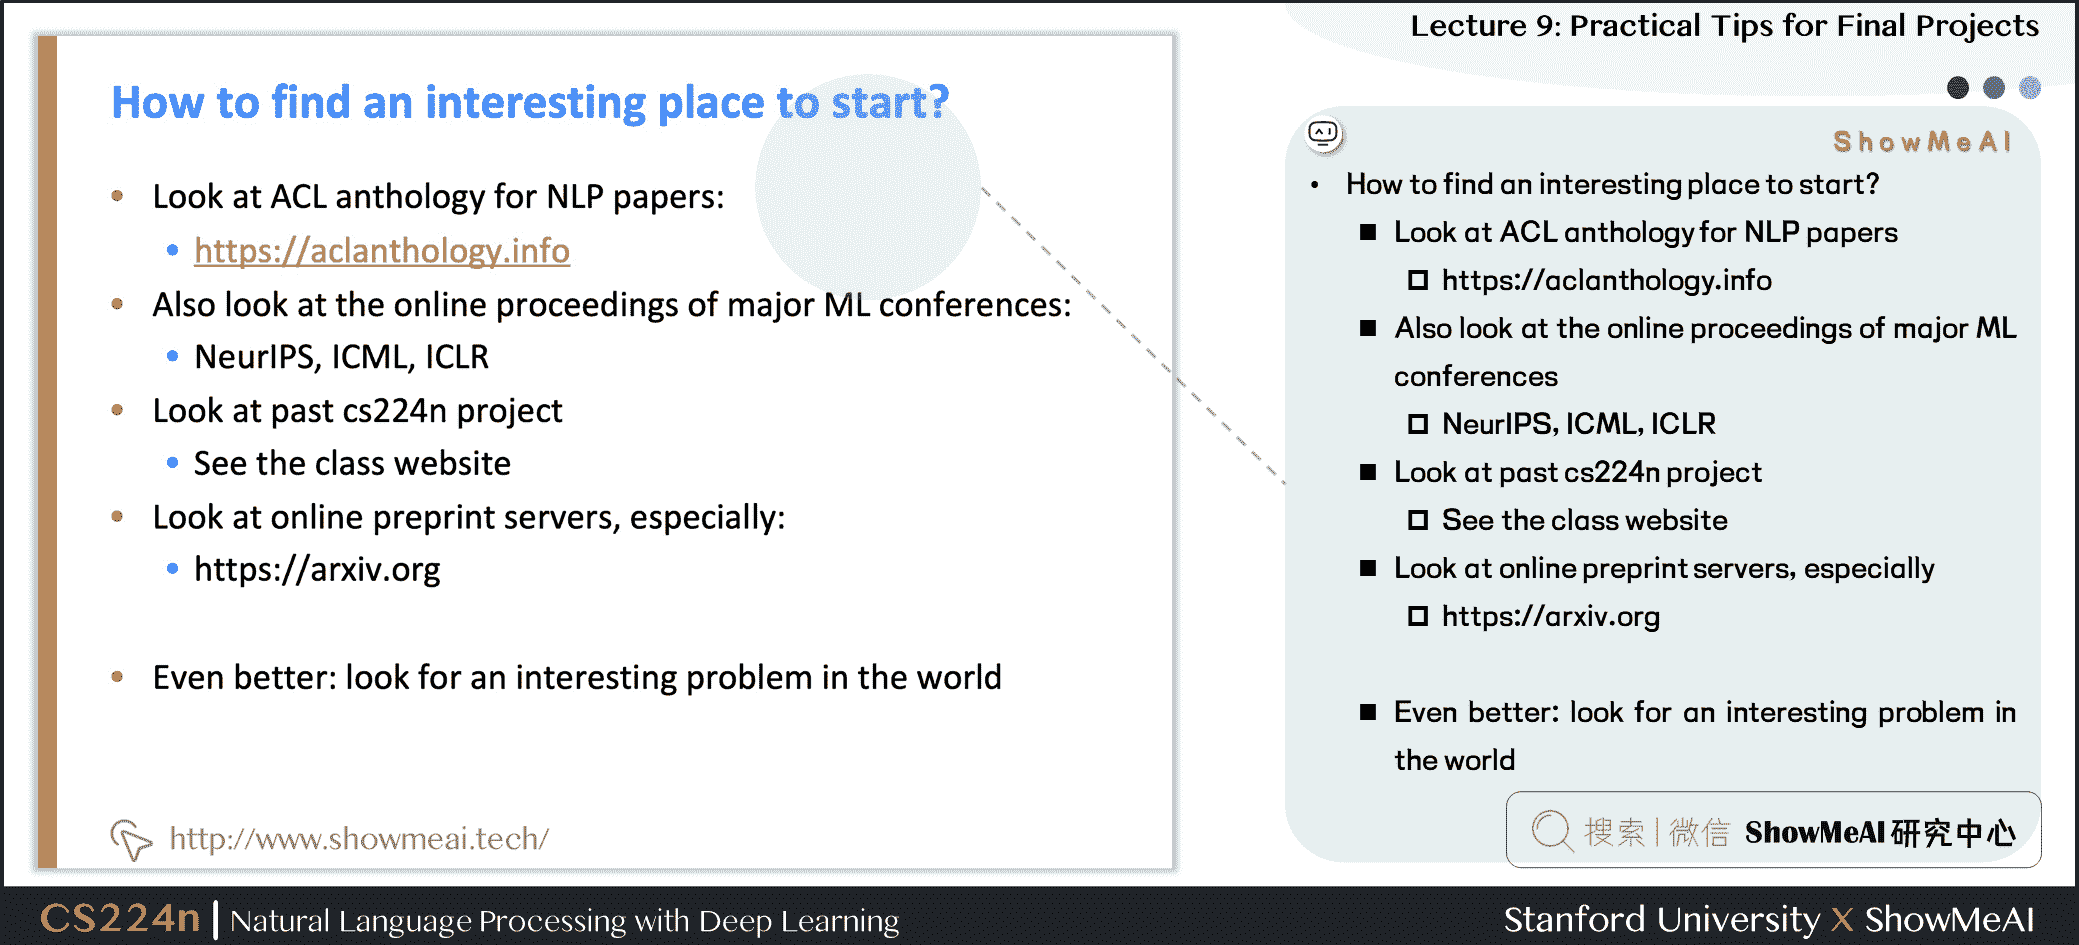 Lecture 9: Practical Tips for Final Projects
How to find an interesting place to start?
• Look at ACL anthology for NLP papers:
• https://aclanthology.info
• Also look at the online proceedings of major ML conferences:
• NeurIPS, ICML, ICLR
• Look at past cs224n project
• See the class website
• Look at online preprint servers, especially:
• https://arxiv.org
• Even better: look for an interesting problem in the world
http://www.showmeai.tech/
ShowMeAI
• How to find an interesting place to start?
■ Look at ACL anthology for NLP papers
□ https://aclanthology.info
■ Also look at the online proceedings of major ML
conferences
□ NeurIPS, ICML, ICLR
■ Look at past cs224n project
□ See the class website
■ Look at online preprint servers, especially
□ https://arxiv.org
■ Even better: look for an interesting problem in
the world
搜索 | 微信 ShowMeAI 研究中心
CS224n | Natural Language Processing with Deep Learning
Stanford University X ShowMeAI